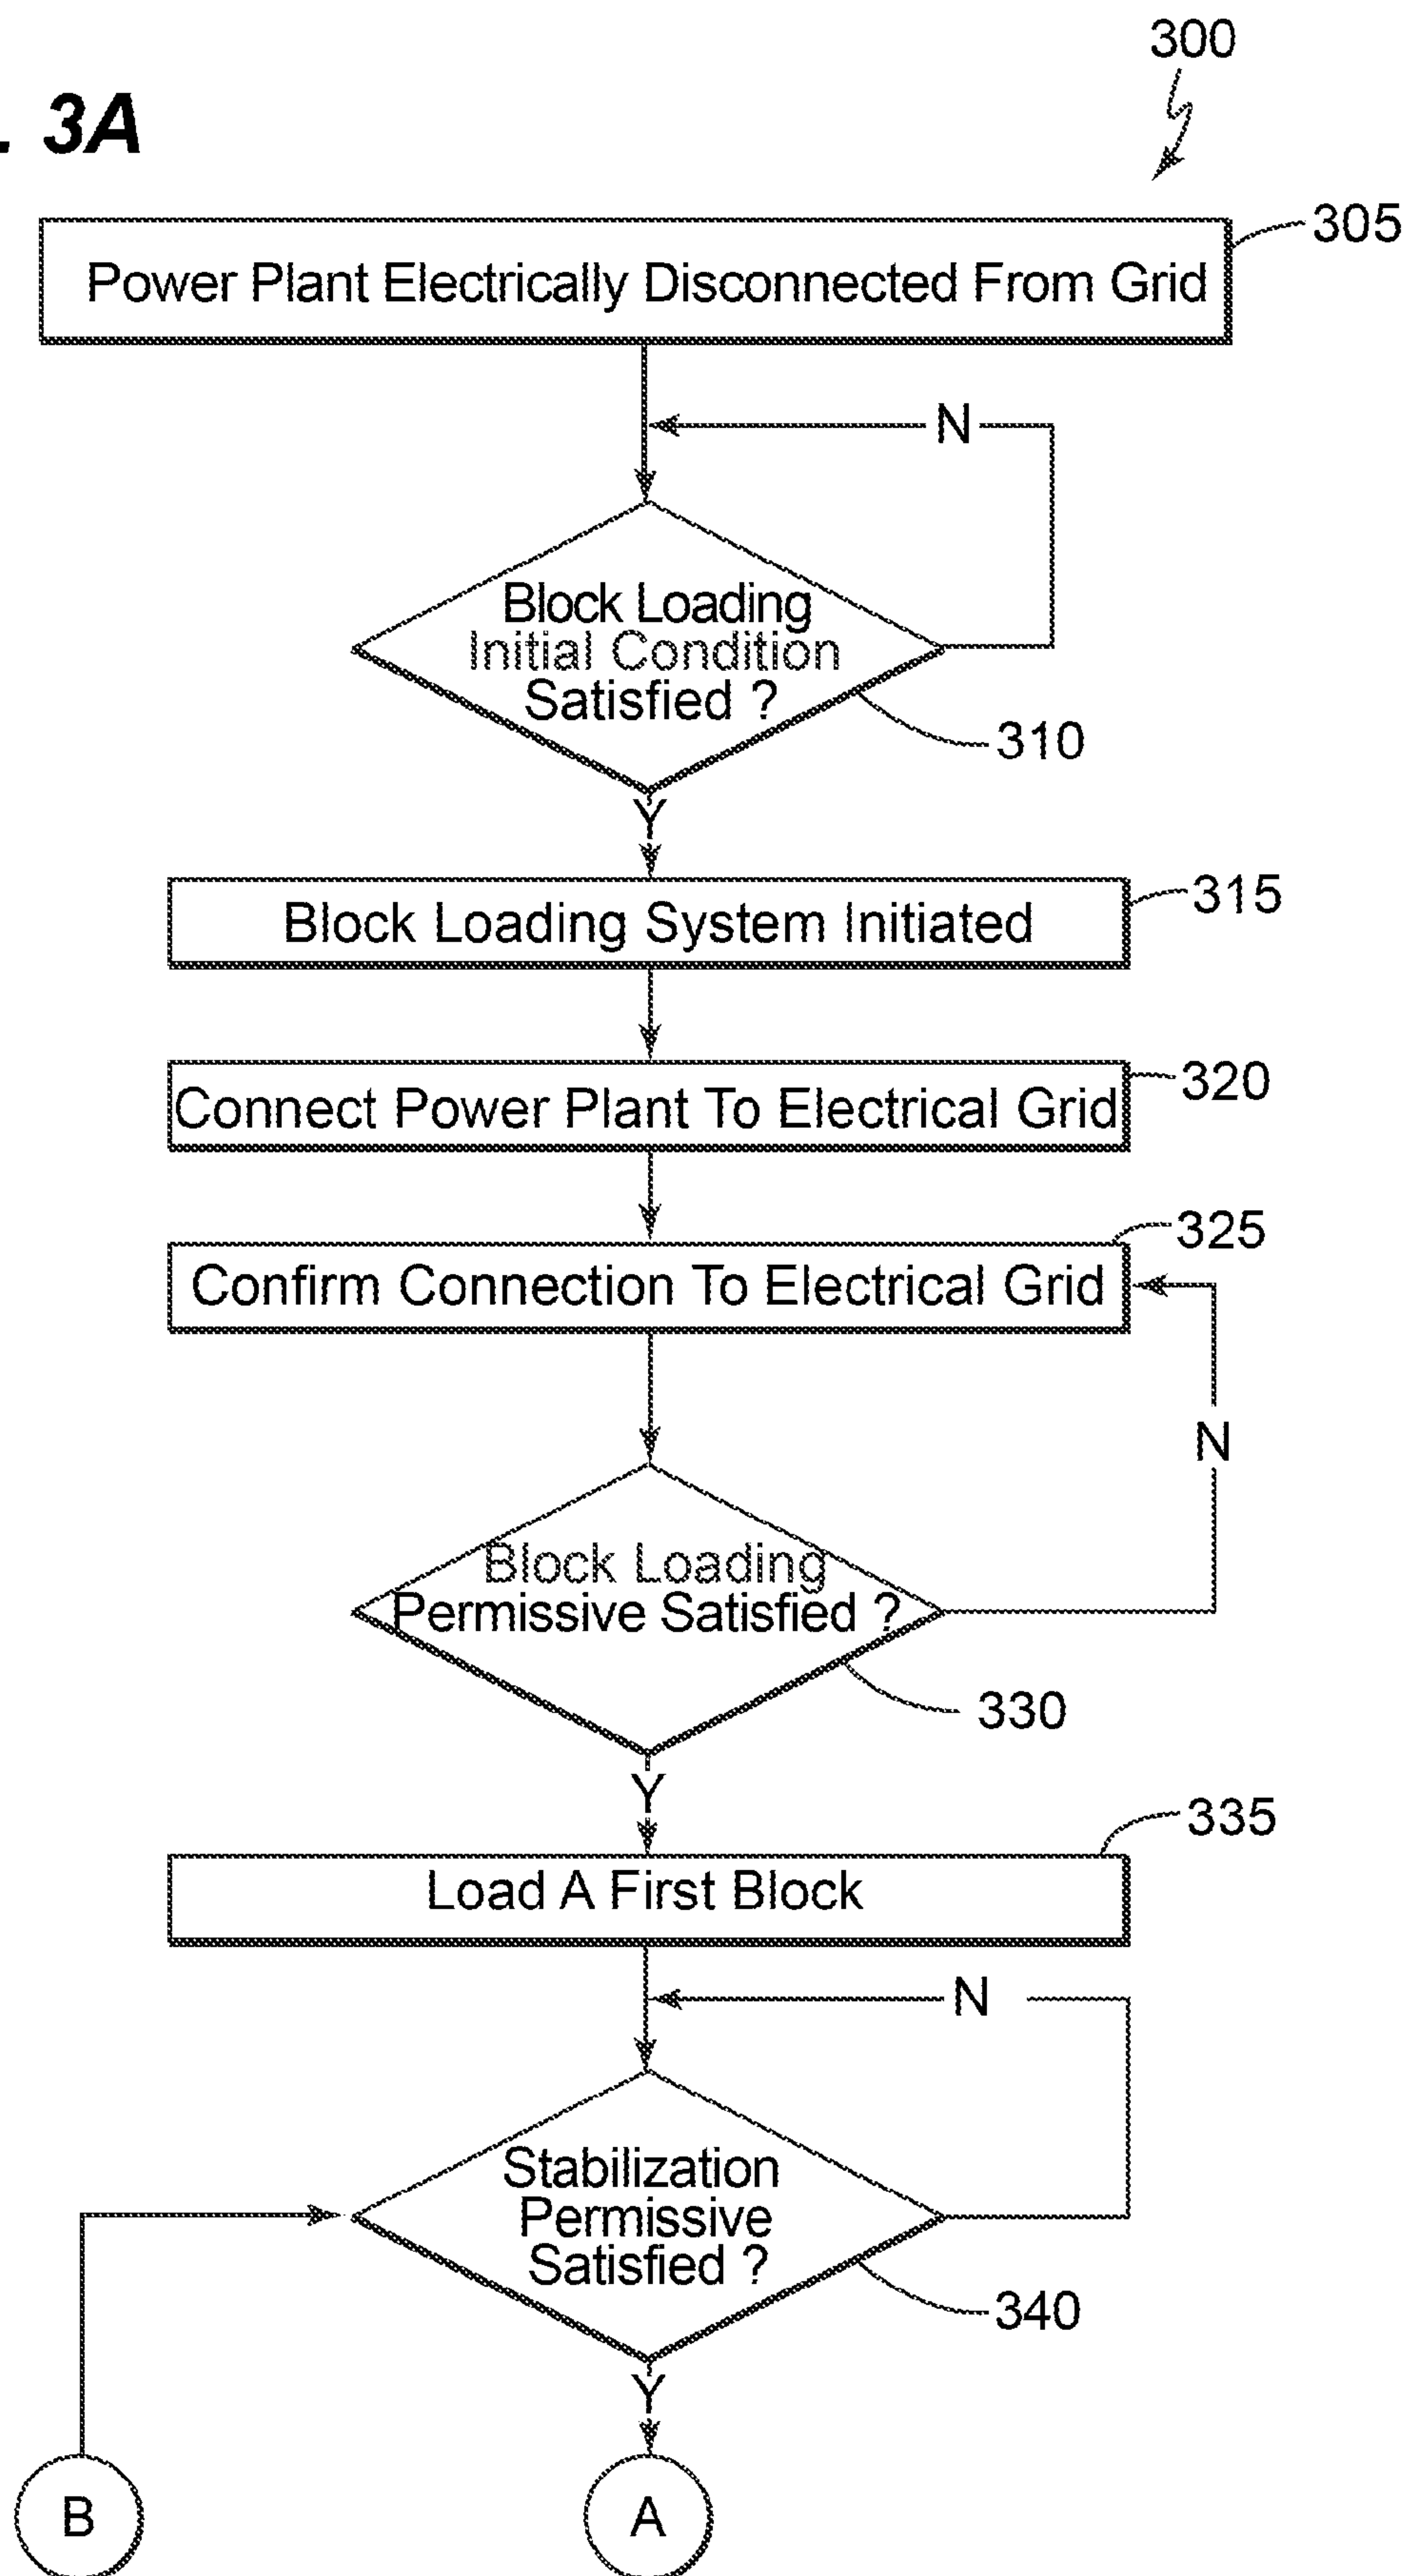 . 3A
300
305
Power Plant Electrically Disconnected From Grid
N
Block Loading
Initial Condition
Satisfied ?
310
Y
315
Block Loading System Initiated
320
Connect Power Plant To Electrical Grid
325
Confirm Connection To Electrical Grid
N
Block Loading
Permissive Satisfied ?
330
Y
335
Load A First Block
N
Stabilization
Permissive
Satisfied ?
340
Y
B
A